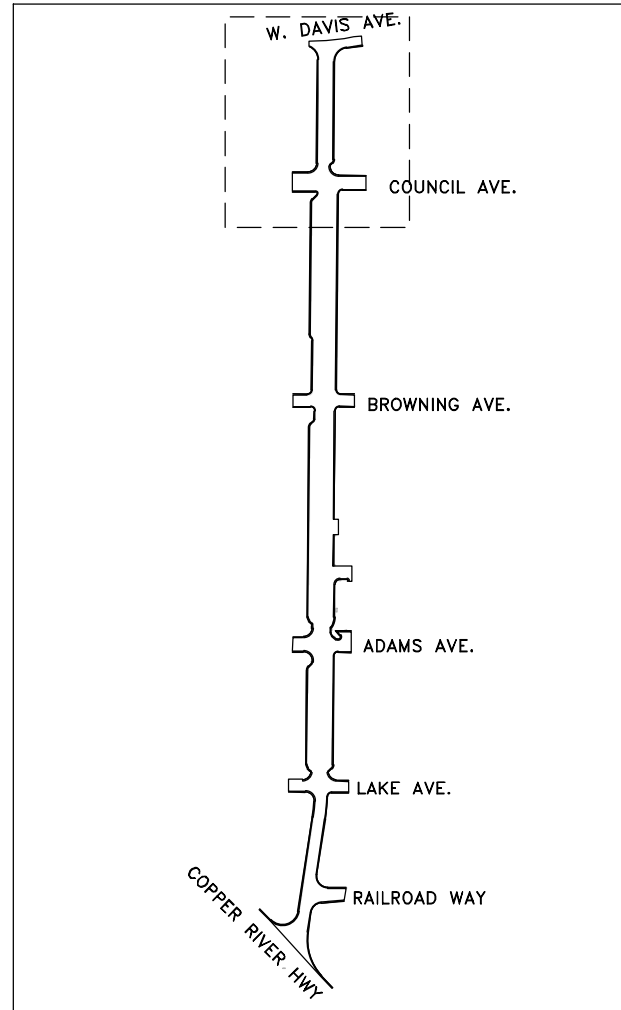 W. DAVIS AVE.
COUNCIL AVE.
BROWNING AVE.
ADAMS AVE.
LAKE AVE.
RAILROAD WAY
COPPER RIVER HWY